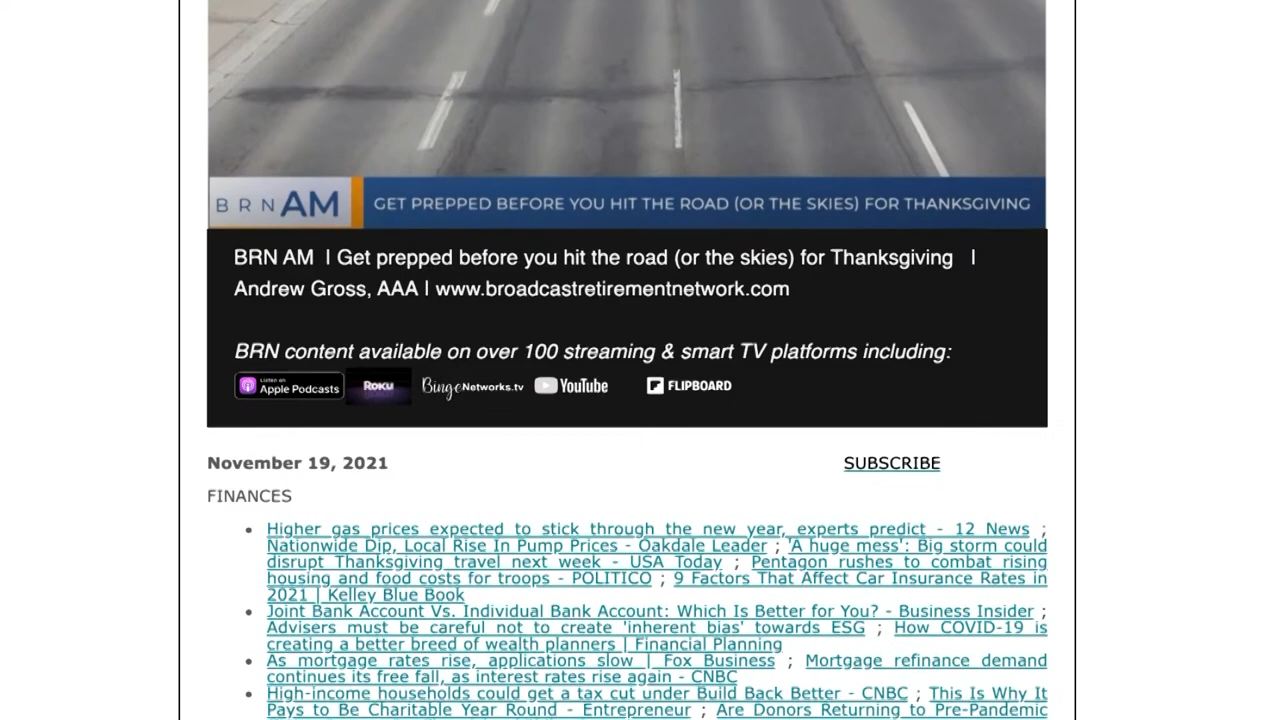 BRN AM GET PREPPED BEFORE YOU HIT THE ROAD (OR THE SKIES) FOR THANKSGIVING
BRN AM | Get prepped before you hit the road (or the skies) for Thanksgiving |
Andrew Gross, AAA | www.broadcastretirementnetwork.com
BRN content available on over 100 streaming & smart TV platforms including:
Listen on Apple Podcasts ROKU BingeNetworks.tv YouTube FLIPBOARD
November 19, 2021 SUBSCRIBE
FINANCES
• Higher gas prices expected to stick through the new year, experts predict - 12 News ;
Nationwide Dip, Local Rise In Pump Prices - Oakdale Leader ; 'A huge mess': Big storm could
disrupt Thanksgiving travel next week - USA Today ; Pentagon rushes to combat rising
housing and food costs for troops - POLITICO ; 9 Factors That Affect Car Insurance Rates in
2021 | Kelley Blue Book
• Joint Bank Account Vs. Individual Bank Account: Which Is Better for You? - Business Insider ;
Advisers must be careful not to create 'inherent bias' towards ESG ; How COVID-19 is
creating a better breed of wealth planners | Financial Planning
• As mortgage rates rise, applications slow | Fox Business ; Mortgage refinance demand
continues its free fall, as interest rates rise again - CNBC
• High-income households could get a tax cut under Build Back Better - CNBC ; This Is Why It
Pays to Be Charitable Year Round - Entrepreneur ; Are Donors Returning to Pre-Pandemic